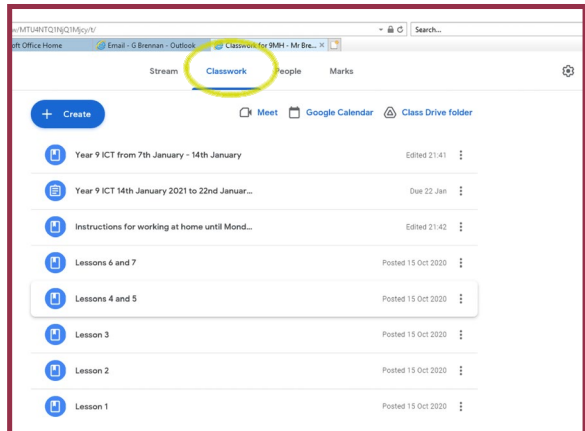 w/MTU4NTQ1NjQ1Mjcy/t/ Search...
oft Office Home Email - G Brennan - Outlook Classwork for 9MH - Mr Bre...
Stream Classwork People Marks
+ Create Meet Google Calendar Class Drive folder
Year 9 ICT from 7th January - 14th January Edited 21:41
Year 9 ICT 14th January 2021 to 22nd Januar... Due 22 Jan
Instructions for working at home until Mond... Edited 21:42
Lessons 6 and 7 Posted 15 Oct 2020
Lessons 4 and 5 Posted 15 Oct 2020
Lesson 3 Posted 15 Oct 2020
Lesson 2 Posted 15 Oct 2020
Lesson 1 Posted 15 Oct 2020